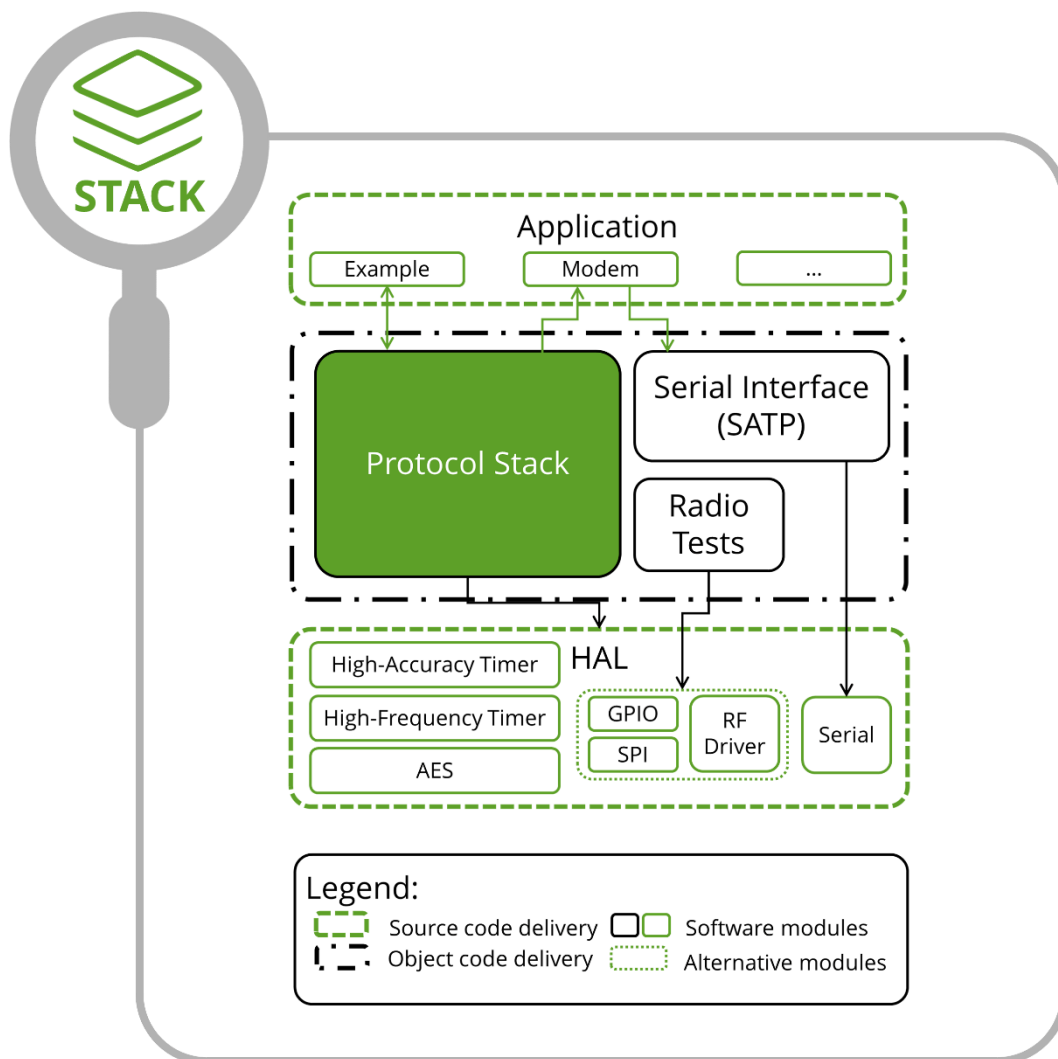 STACK
Application
Example
Modem
...
Protocol Stack
Serial Interface
(SATP)
Radio
Tests
HAL
High-Accuracy Timer
High-Frequency Timer
AES
GPIO
SPI
RF
Driver
Serial
Legend:
Source code delivery
Software modules
Object code delivery
Alternative modules